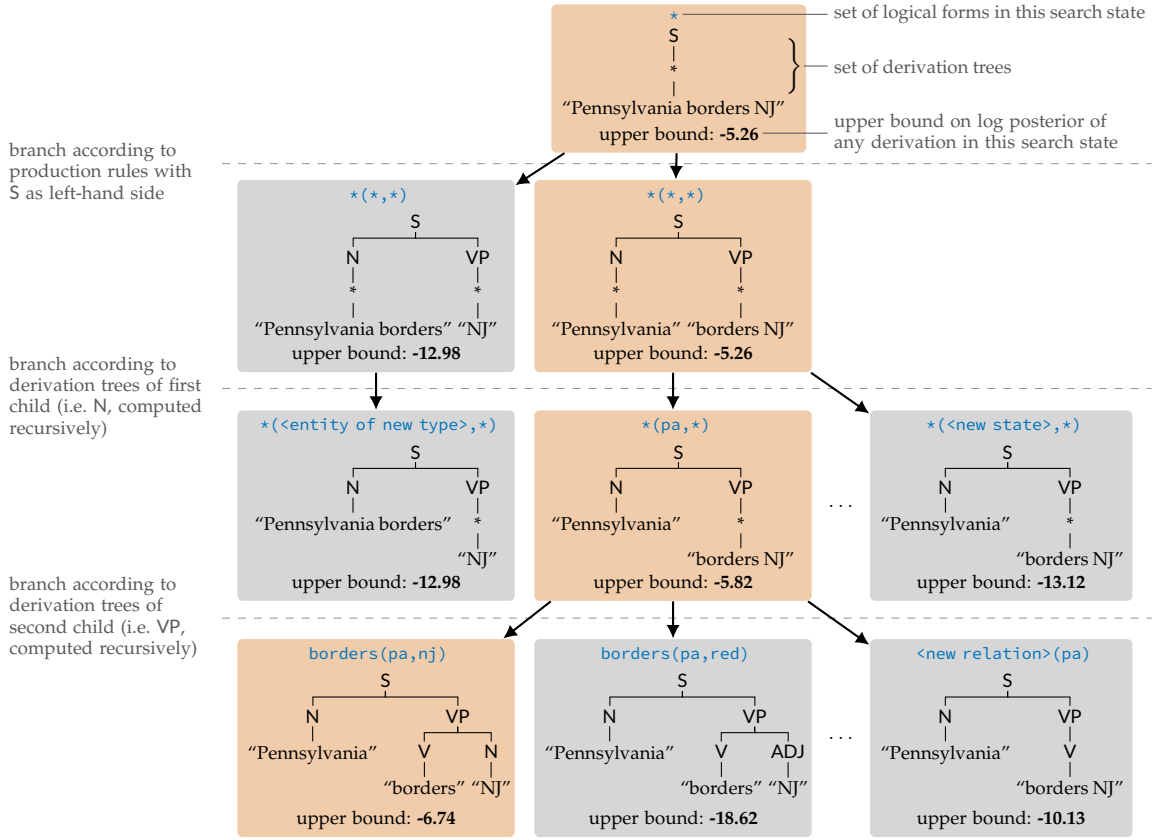 *
set of logical forms in this search state
S
*
set of derivation trees
“Pennsylvania borders NJ”
upper bound: -5.26
upper bound on log posterior of
any derivation in this search state
branch according to
production rules with
S as left-hand side
*(*,*)
S
N VP
* *
“Pennsylvania borders” “NJ”
upper bound: -12.98
*(*,*)
S
N VP
* *
“Pennsylvania” “borders NJ”
upper bound: -5.26
branch according to
derivation trees of first
child (i.e. N, computed
recursively)
*(<entity of new type>,*)
S
N VP
“Pennsylvania borders” *
“NJ”
upper bound: -12.98
*(pa,*)
S
N VP
“Pennsylvania” *
“borders NJ”
upper bound: -5.82
. . .
*(<new state>,*)
S
N VP
“Pennsylvania” *
“borders NJ”
upper bound: -13.12
branch according to
derivation trees of
second child (i.e. VP,
computed recursively)
borders(pa,nj)
S
N VP
“Pennsylvania” V N
“borders” “NJ”
upper bound: -6.74
borders(pa,red)
S
N VP
“Pennsylvania” V ADJ
“borders” “NJ”
upper bound: -18.62
. . .
<new relation>(pa)
S
N VP
“Pennsylvania” V
“borders NJ”
upper bound: -10.13